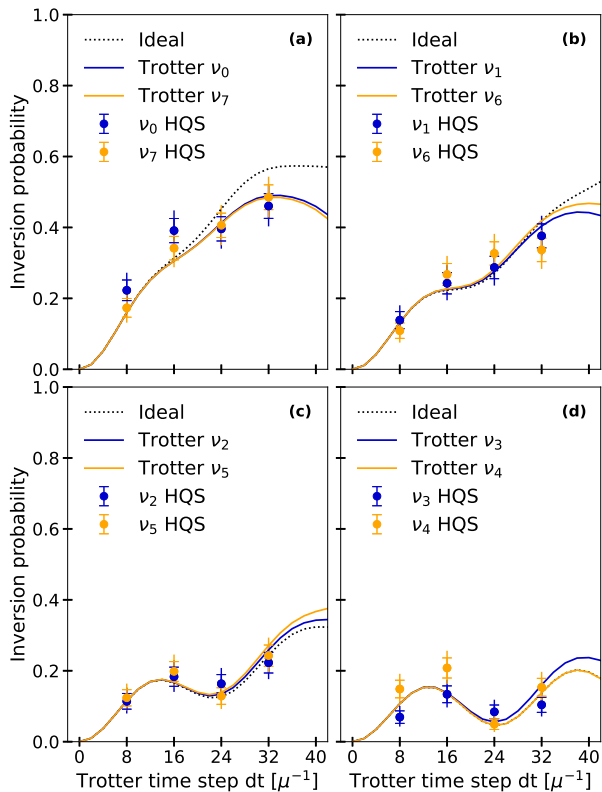 Inversion probability
1.0
0.8
0.6
0.4
0.2
0.0
Ideal
Trotter ν₀
Trotter ν₇
ν₀ HQS
ν₇ HQS
(a)
Ideal
Trotter ν₁
Trotter ν₆
ν₁ HQS
ν₆ HQS
(b)
Inversion probability
1.0
0.8
0.6
0.4
0.2
0.0
Ideal
Trotter ν₂
Trotter ν₅
ν₂ HQS
ν₅ HQS
(c)
0 8 16 24 32 40
Trotter time step dt [μ⁻¹]
Ideal
Trotter ν₃
Trotter ν₄
ν₃ HQS
ν₄ HQS
(d)
0 8 16 24 32 40
Trotter time step dt [μ⁻¹]